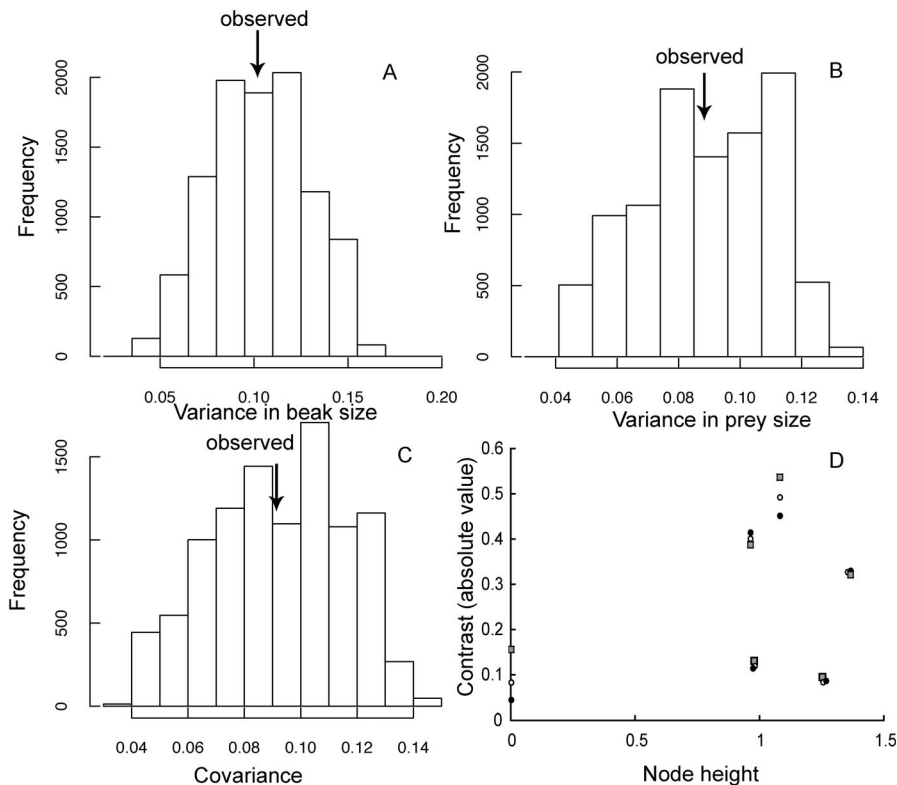 observed
A
Frequency
0
500
1000
1500
2000
0.05
0.10
0.15
0.20
Variance in beak size
observed
B
Frequency
0
500
1000
1500
2000
0.04
0.06
0.08
0.10
0.12
0.14
Variance in prey size
observed
C
Frequency
0
500
1000
1500
0.04
0.06
0.08
0.10
0.12
0.14
Covariance
D
Contrast (absolute value)
0.6
0.5
0.4
0.3
0.2
0.1
0
0
0.5
1
1.5
Node height